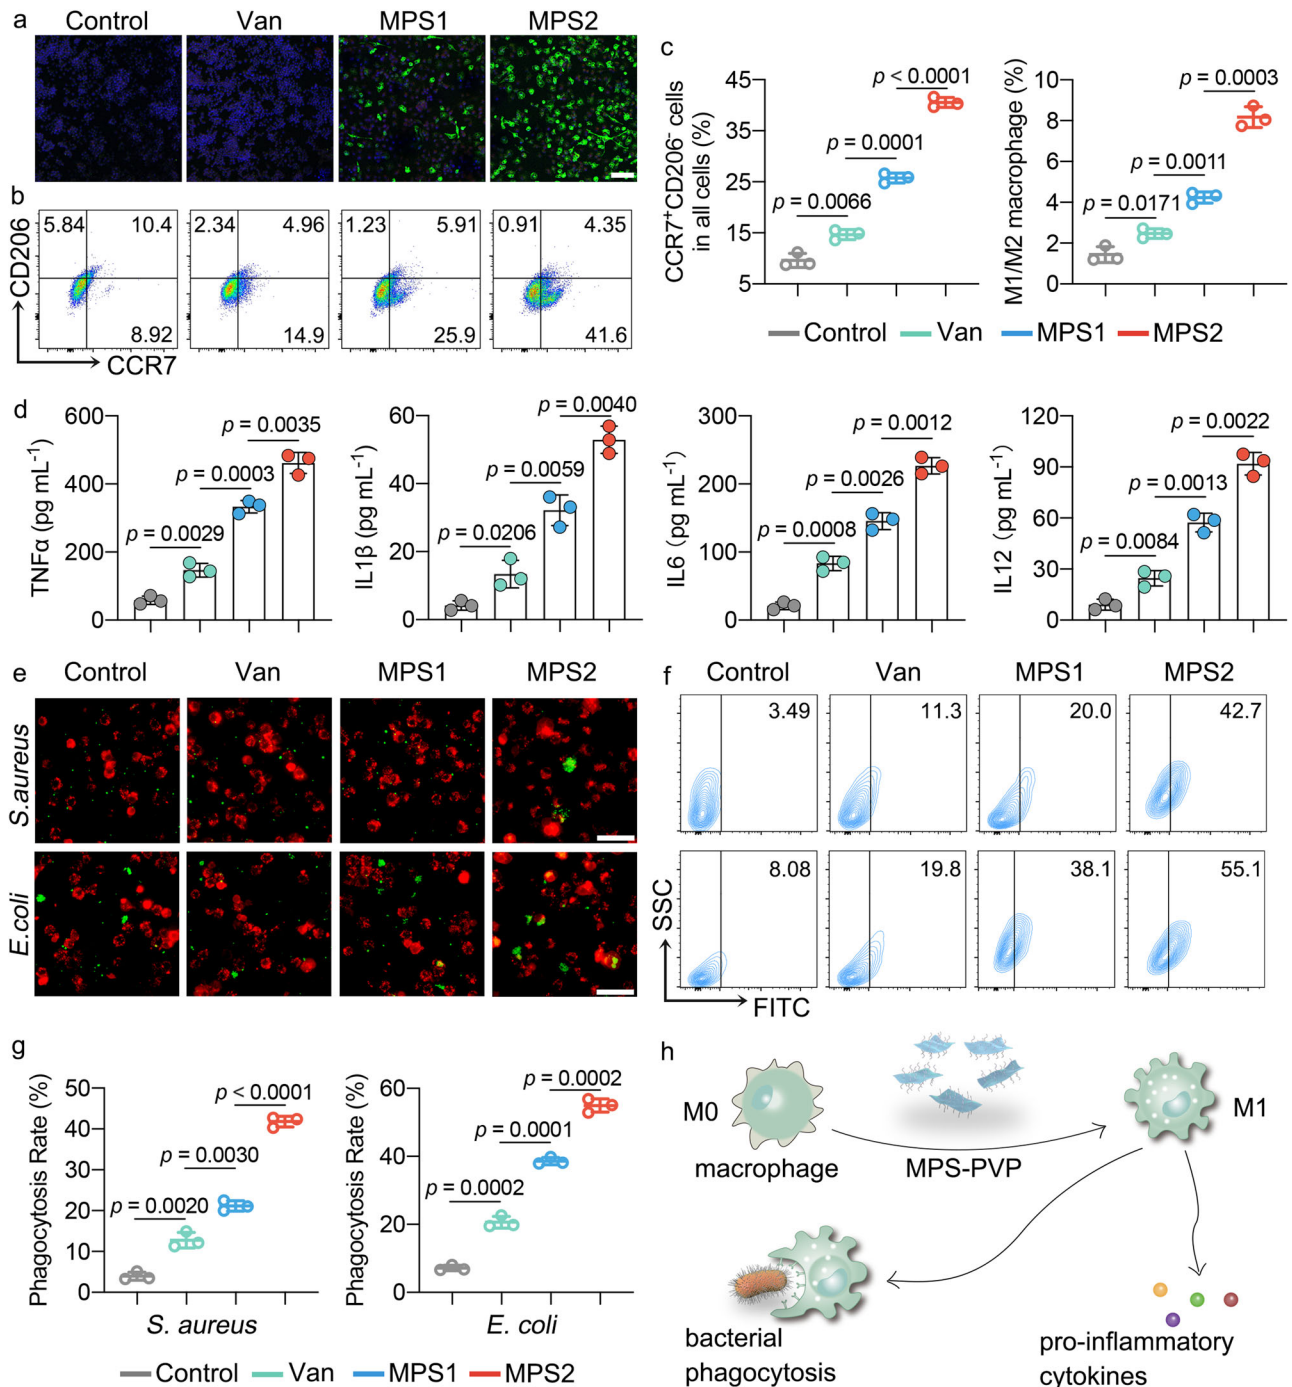 a
Control Van MPS1 MPS2
b
5.84 10.4 2.34 4.96 1.23 5.91 0.91 4.35
CD206
8.92 14.9 25.9 41.6
CCR7
c
CCR7⁺CD206⁻ cells
in all cells (%)
45
35
25
15
5
p < 0.0001
p = 0.0001
p = 0.0066
M1/M2 macrophage (%)
10
8
6
4
2
0
p = 0.0003
p = 0.0011
p = 0.0171
Control Van MPS1 MPS2
d
TNFα (pg mL⁻¹)
600
400
200
0
p = 0.0035
p = 0.0003
p = 0.0029
IL1β (pg mL⁻¹)
60
40
20
0
p = 0.0040
p = 0.0059
p = 0.0206
IL6 (pg mL⁻¹)
300
200
100
0
p = 0.0012
p = 0.0026
p = 0.0008
IL12 (pg mL⁻¹)
120
90
60
30
0
p = 0.0022
p = 0.0013
p = 0.0084
e
Control Van MPS1 MPS2
S.aureus
E.coli
f
Control Van MPS1 MPS2
3.49 11.3 20.0 42.7
8.08 19.8 38.1 55.1
SSC
FITC
g
Phagocytosis Rate (%)
50
40
30
20
10
0
p < 0.0001
p = 0.0030
p = 0.0020
S. aureus
Phagocytosis Rate (%)
60
40
20
0
p = 0.0002
p = 0.0001
p = 0.0002
E. coli
Control Van MPS1 MPS2
h
M0
macrophage
MPS-PVP
M1
bacterial
phagocytosis
pro-inflammatory
cytokines